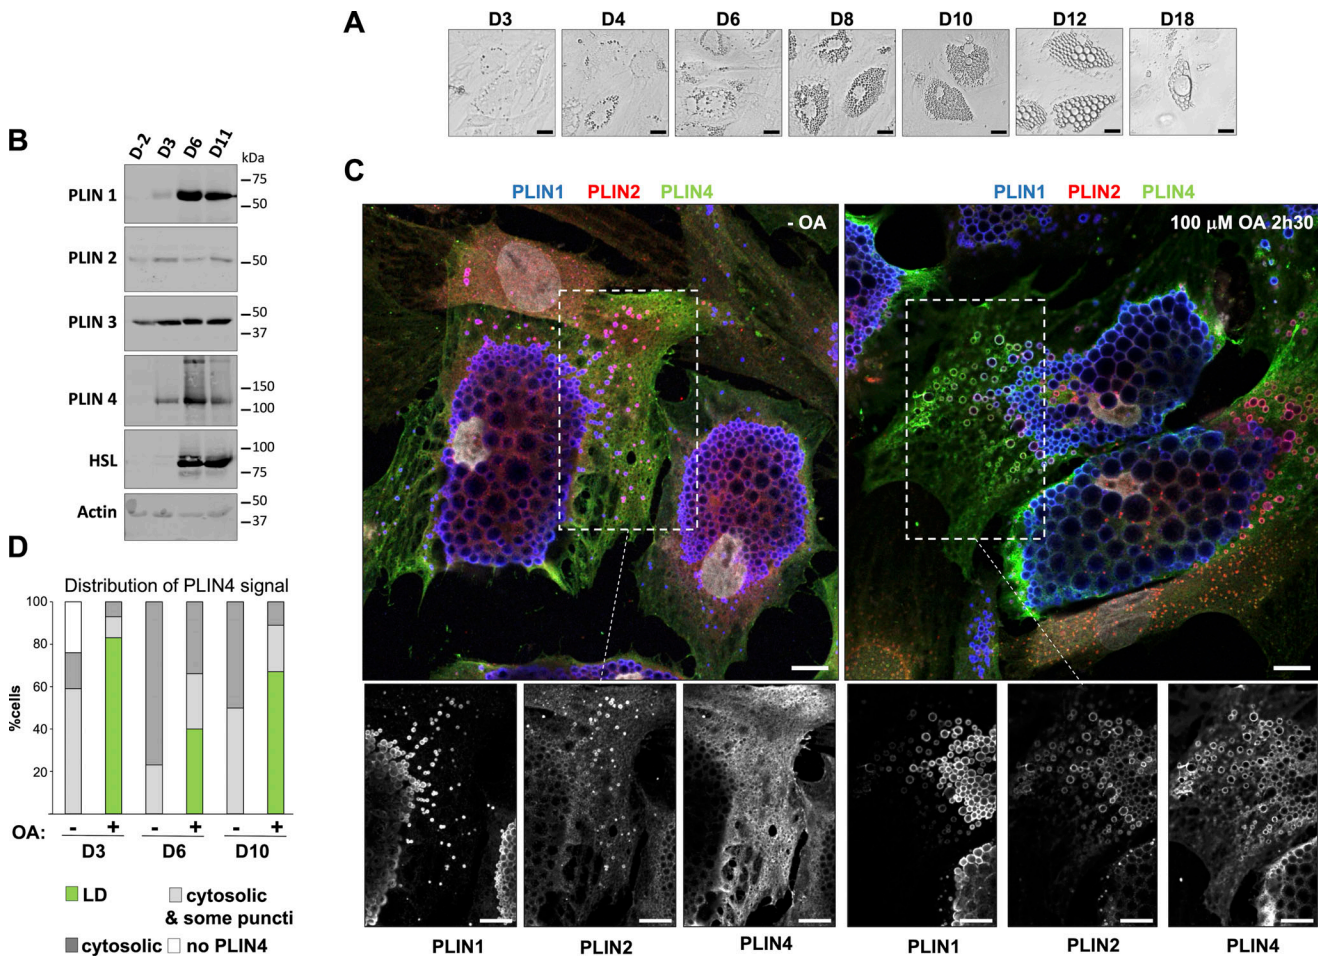 A
D3 D4 D6 D8 D10 D12 D18
B
D-2 D3 D6 D11
kDa
PLIN 1
75
50
PLIN 2
50
PLIN 3
50
37
PLIN 4
150
100
HSL
100
75
Actin
50
37
C
PLIN1 PLIN2 PLIN4
- OA
PLIN1 PLIN2 PLIN4
100 µM OA 2h30
PLIN1 PLIN2 PLIN4
PLIN1 PLIN2 PLIN4
D
Distribution of PLIN4 signal
%cells
100
80
60
40
20
OA: - + - + - +
D3 D6 D10
LD
cytosolic
& some puncti
cytosolic
no PLIN4